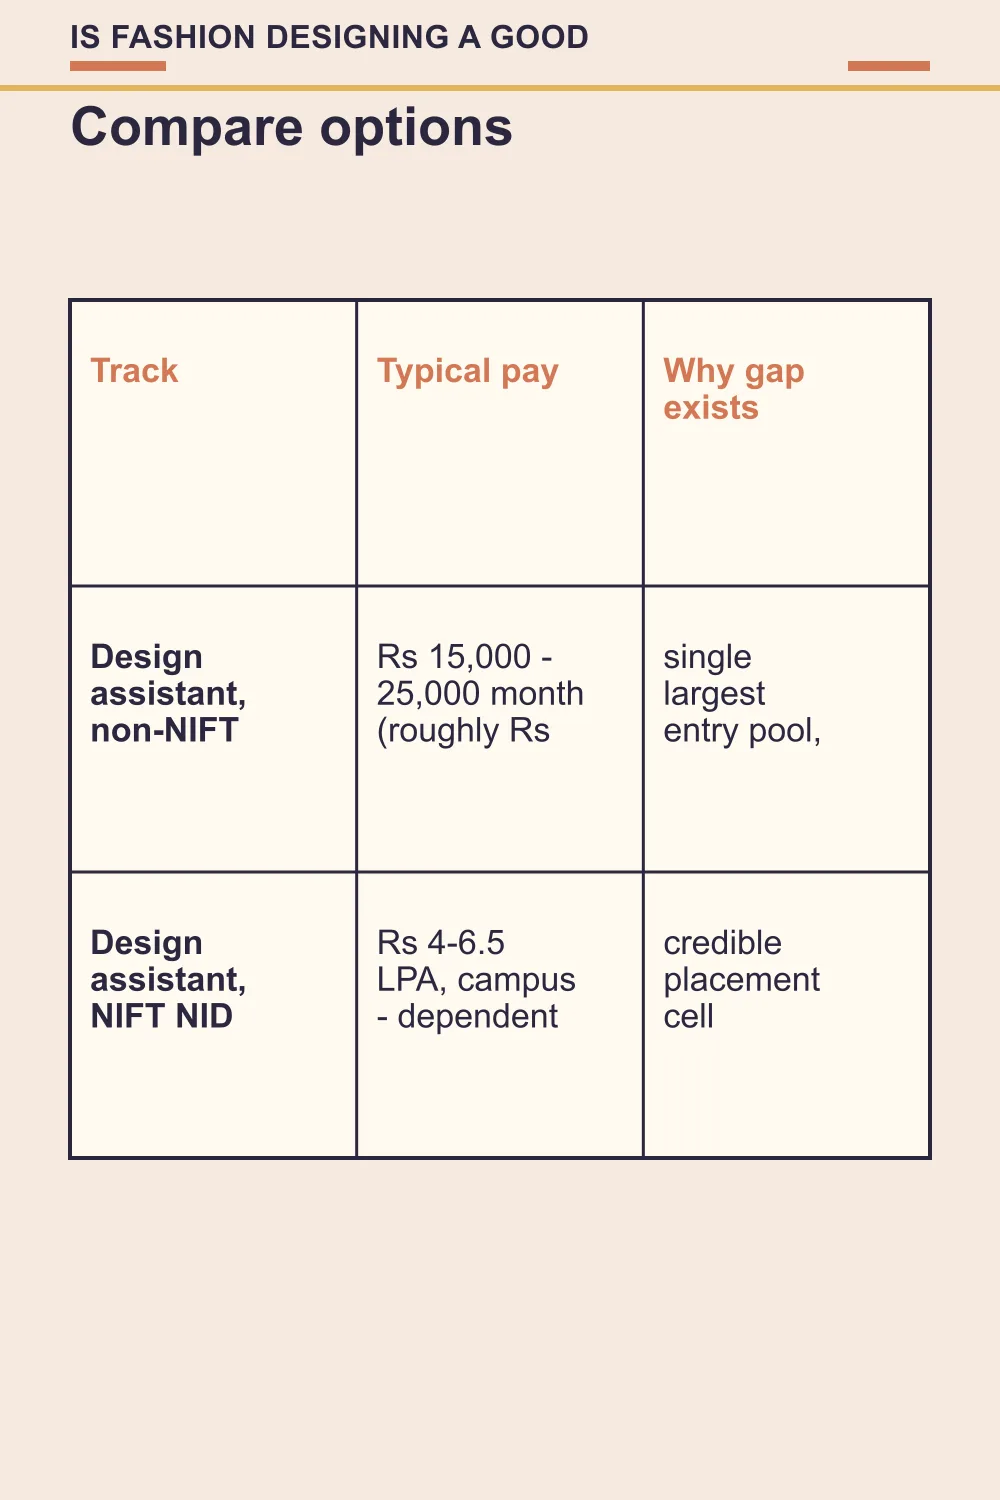 IS FASHION DESIGNING A GOOD
Compare options
Track
Typical pay
Why gap
exists
Design
assistant,
non-NIFT
Rs 15,000 -
25,000 month
(roughly Rs
single
largest
entry pool,
Design
assistant,
NIFT NID
Rs 4-6.5
LPA, campus
- dependent
credible
placement
cell